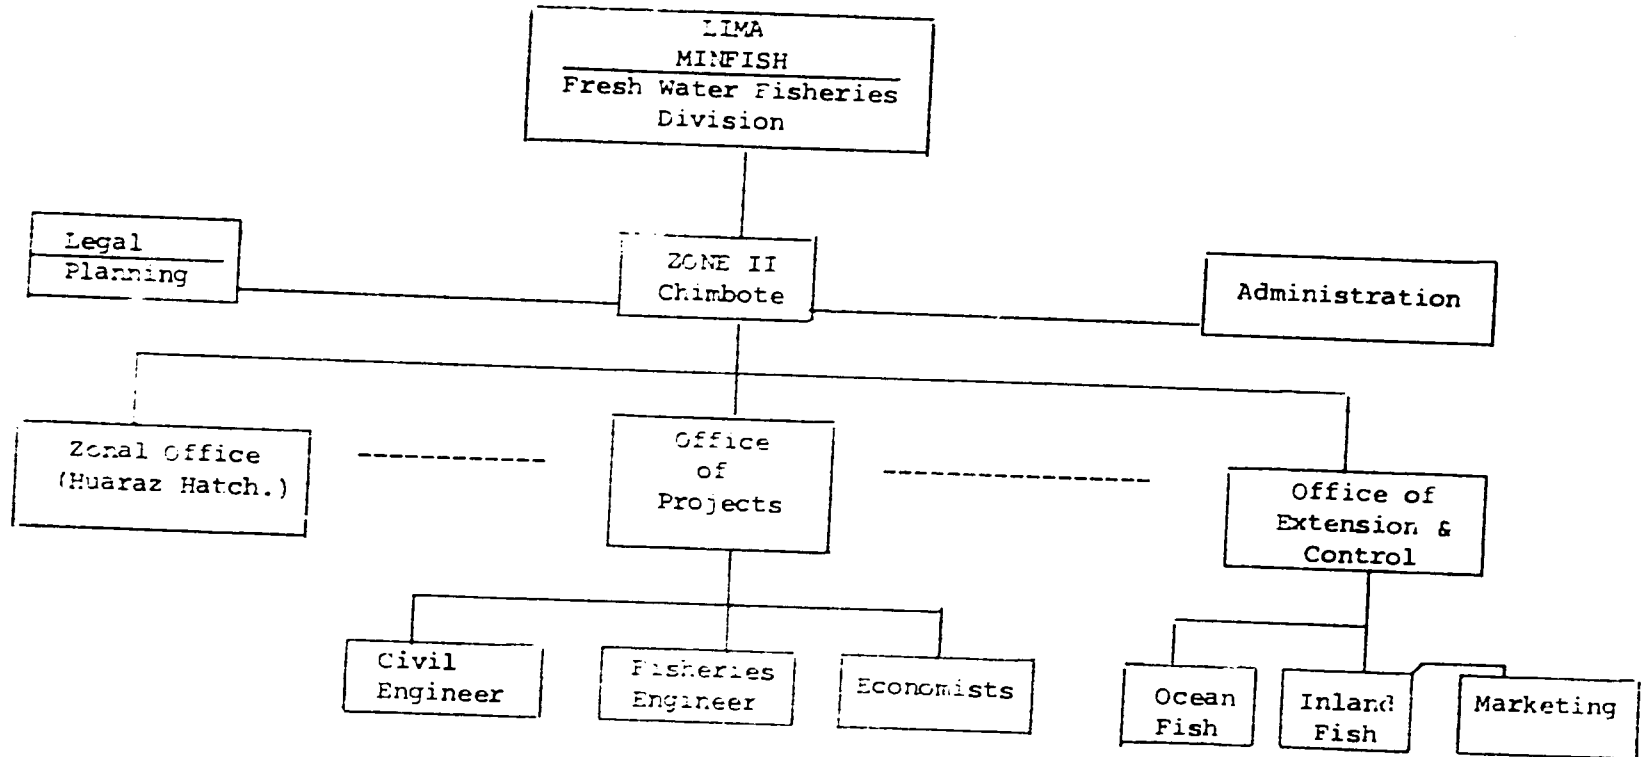 LIMA
MINFISH
Fresh Water Fisheries
Division
Legal
Planning
ZONE II
Chimbote
Administration
Zonal Office
(Huaraz Hatch.)
Office
of
Projects
Office of
Extension &
Control
Civil
Engineer
Fisheries
Engineer
Economists
Ocean
Fish
Inland
Fish
Marketing